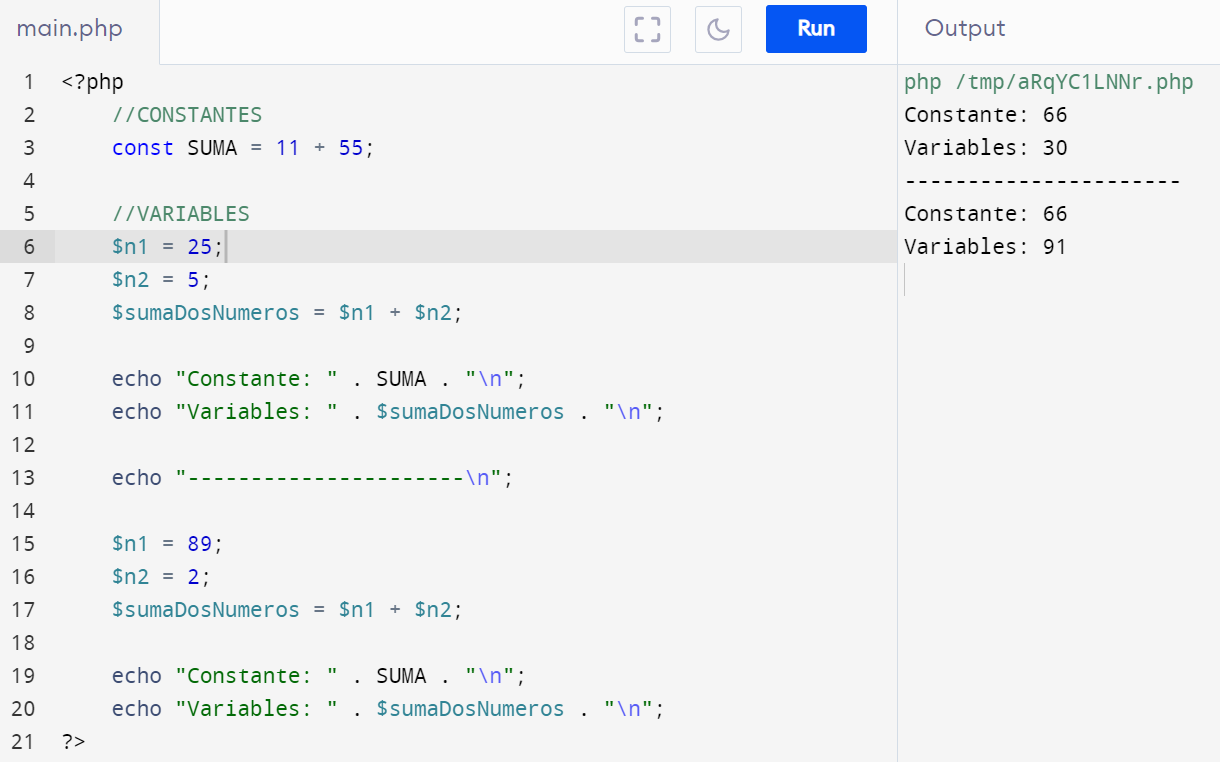 main.php
Run
Output
1 <?php
2     //CONSTANTES
3     const SUMA = 11 + 55;
4
5     //VARIABLES
6     $n1 = 25;
7     $n2 = 5;
8     $sumaDosNumeros = $n1 + $n2;
9
10     echo "Constante: " . SUMA . "\n";
11     echo "Variables: " . $sumaDosNumeros . "\n";
12
13     echo "----------------------\n";
14
15     $n1 = 89;
16     $n2 = 2;
17     $sumaDosNumeros = $n1 + $n2;
18
19     echo "Constante: " . SUMA . "\n";
20     echo "Variables: " . $sumaDosNumeros . "\n";
21 ?>
php /tmp/aRqYC1LNNr.php
Constante: 66
Variables: 30
----------------------
Constante: 66
Variables: 91